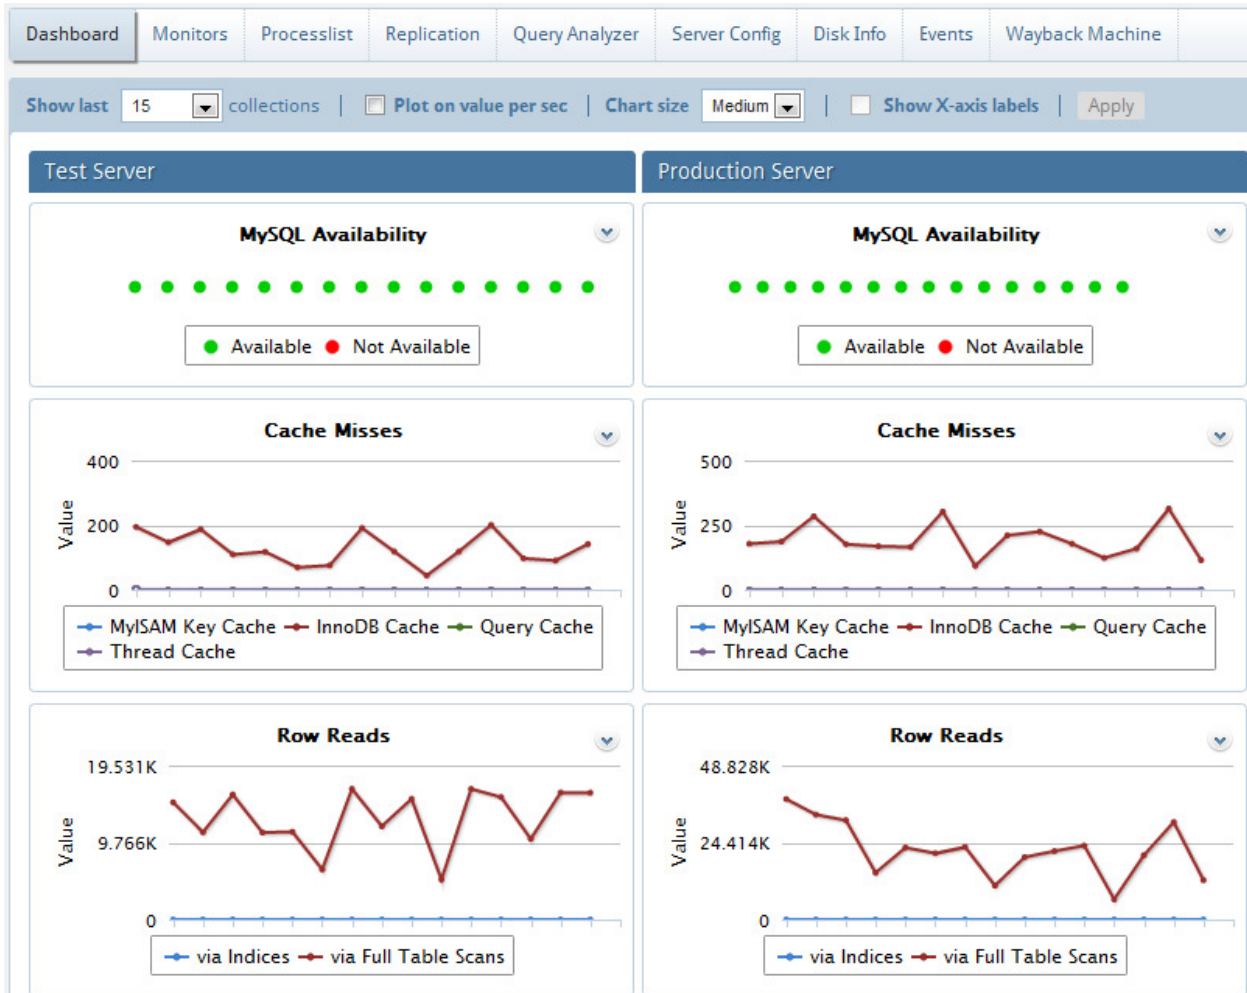 Dashboard Monitors Processlist Replication Query Analyzer Server Config Disk Info Events Wayback Machine
Show last 15 collections | Plot on value per sec | Chart size Medium | Show X-axis labels | Apply
Test Server
MySQL Availability
Available Not Available
Cache Misses
400
200
0
Value
MyISAM Key Cache InnoDB Cache Query Cache
Thread Cache
Row Reads
19.531K
9.766K
0
Value
via Indices via Full Table Scans
Production Server
MySQL Availability
Available Not Available
Cache Misses
500
250
0
Value
MyISAM Key Cache InnoDB Cache Query Cache
Thread Cache
Row Reads
48.828K
24.414K
0
Value
via Indices via Full Table Scans